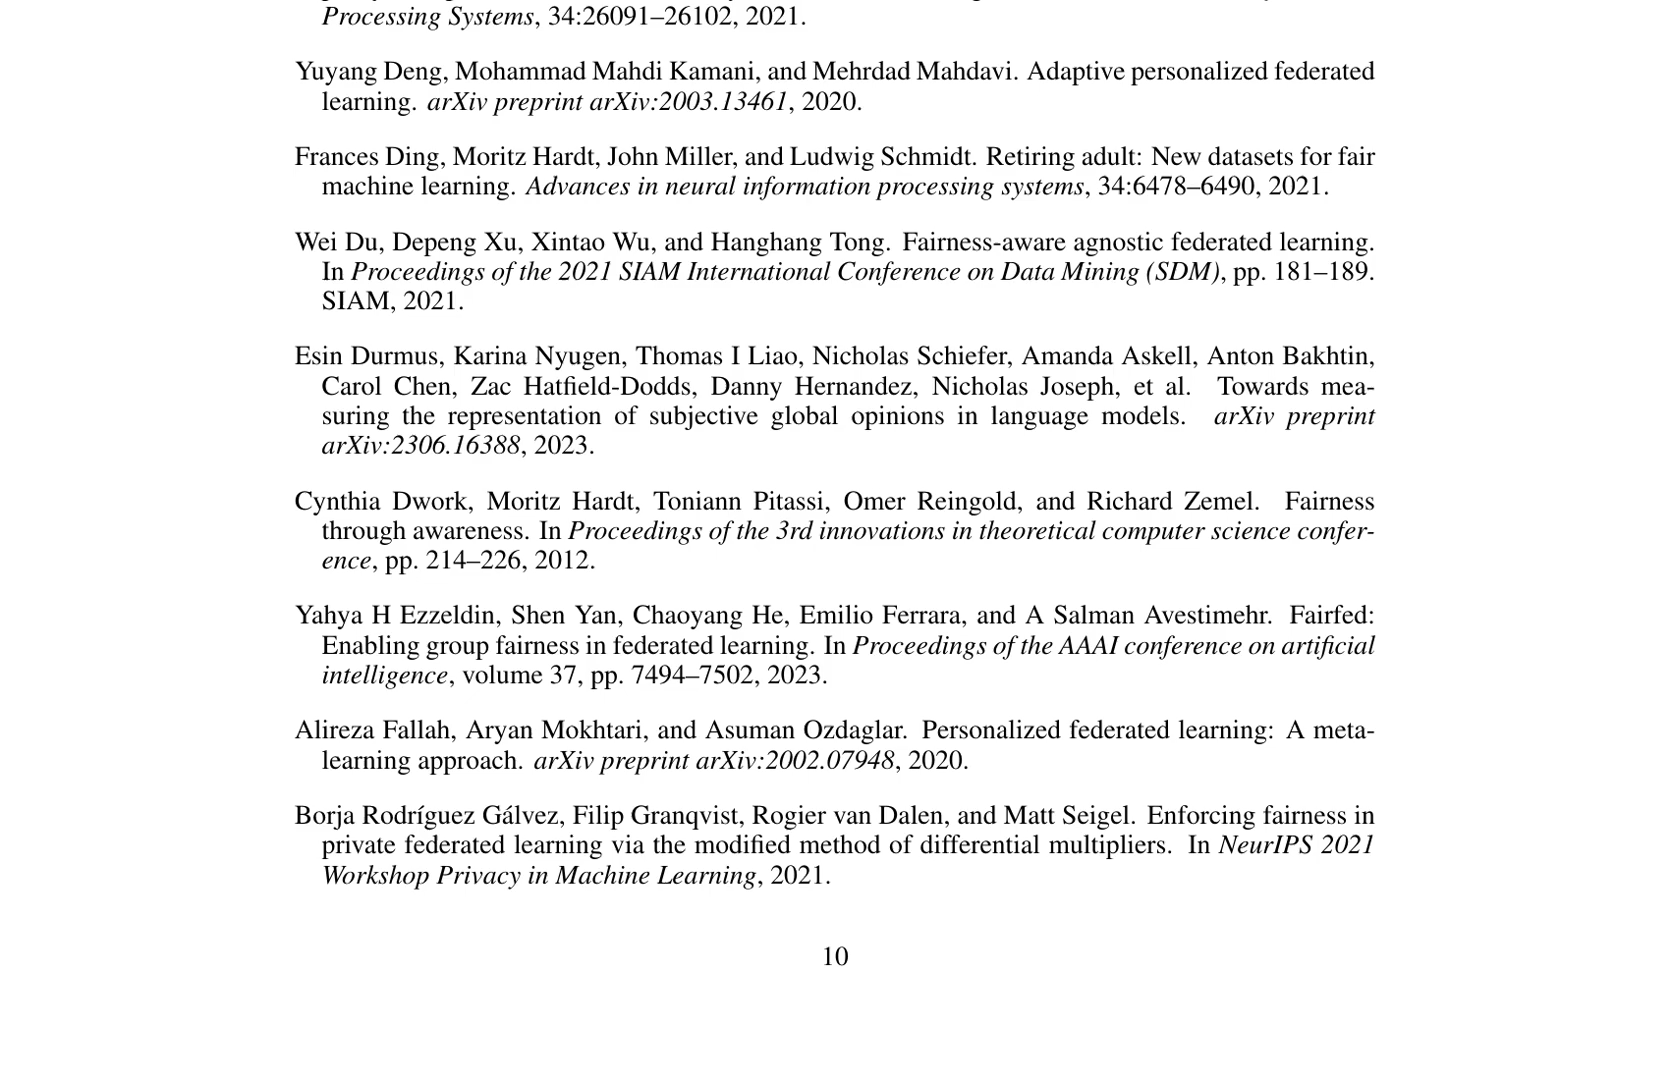 Processing Systems, 34:26091–26102, 2021.
Yuyang Deng, Mohammad Mahdi Kamani, and Mehrdad Mahdavi. Adaptive personalized federated
learning. arXiv preprint arXiv:2003.13461, 2020.
Frances Ding, Moritz Hardt, John Miller, and Ludwig Schmidt. Retiring adult: New datasets for fair
machine learning. Advances in neural information processing systems, 34:6478–6490, 2021.
Wei Du, Depeng Xu, Xintao Wu, and Hanghang Tong. Fairness-aware agnostic federated learning.
In Proceedings of the 2021 SIAM International Conference on Data Mining (SDM), pp. 181–189.
SIAM, 2021.
Esin Durmus, Karina Nyugen, Thomas I Liao, Nicholas Schiefer, Amanda Askell, Anton Bakhtin,
Carol Chen, Zac Hatfield-Dodds, Danny Hernandez, Nicholas Joseph, et al. Towards mea-
suring the representation of subjective global opinions in language models. arXiv preprint
arXiv:2306.16388, 2023.
Cynthia Dwork, Moritz Hardt, Toniann Pitassi, Omer Reingold, and Richard Zemel. Fairness
through awareness. In Proceedings of the 3rd innovations in theoretical computer science confer-
ence, pp. 214–226, 2012.
Yahya H Ezzeldin, Shen Yan, Chaoyang He, Emilio Ferrara, and A Salman Avestimehr. Fairfed:
Enabling group fairness in federated learning. In Proceedings of the AAAI conference on artificial
intelligence, volume 37, pp. 7494–7502, 2023.
Alireza Fallah, Aryan Mokhtari, and Asuman Ozdaglar. Personalized federated learning: A meta-
learning approach. arXiv preprint arXiv:2002.07948, 2020.
Borja Rodríguez Gálvez, Filip Granqvist, Rogier van Dalen, and Matt Seigel. Enforcing fairness in
private federated learning via the modified method of differential multipliers. In NeurIPS 2021
Workshop Privacy in Machine Learning, 2021.
10